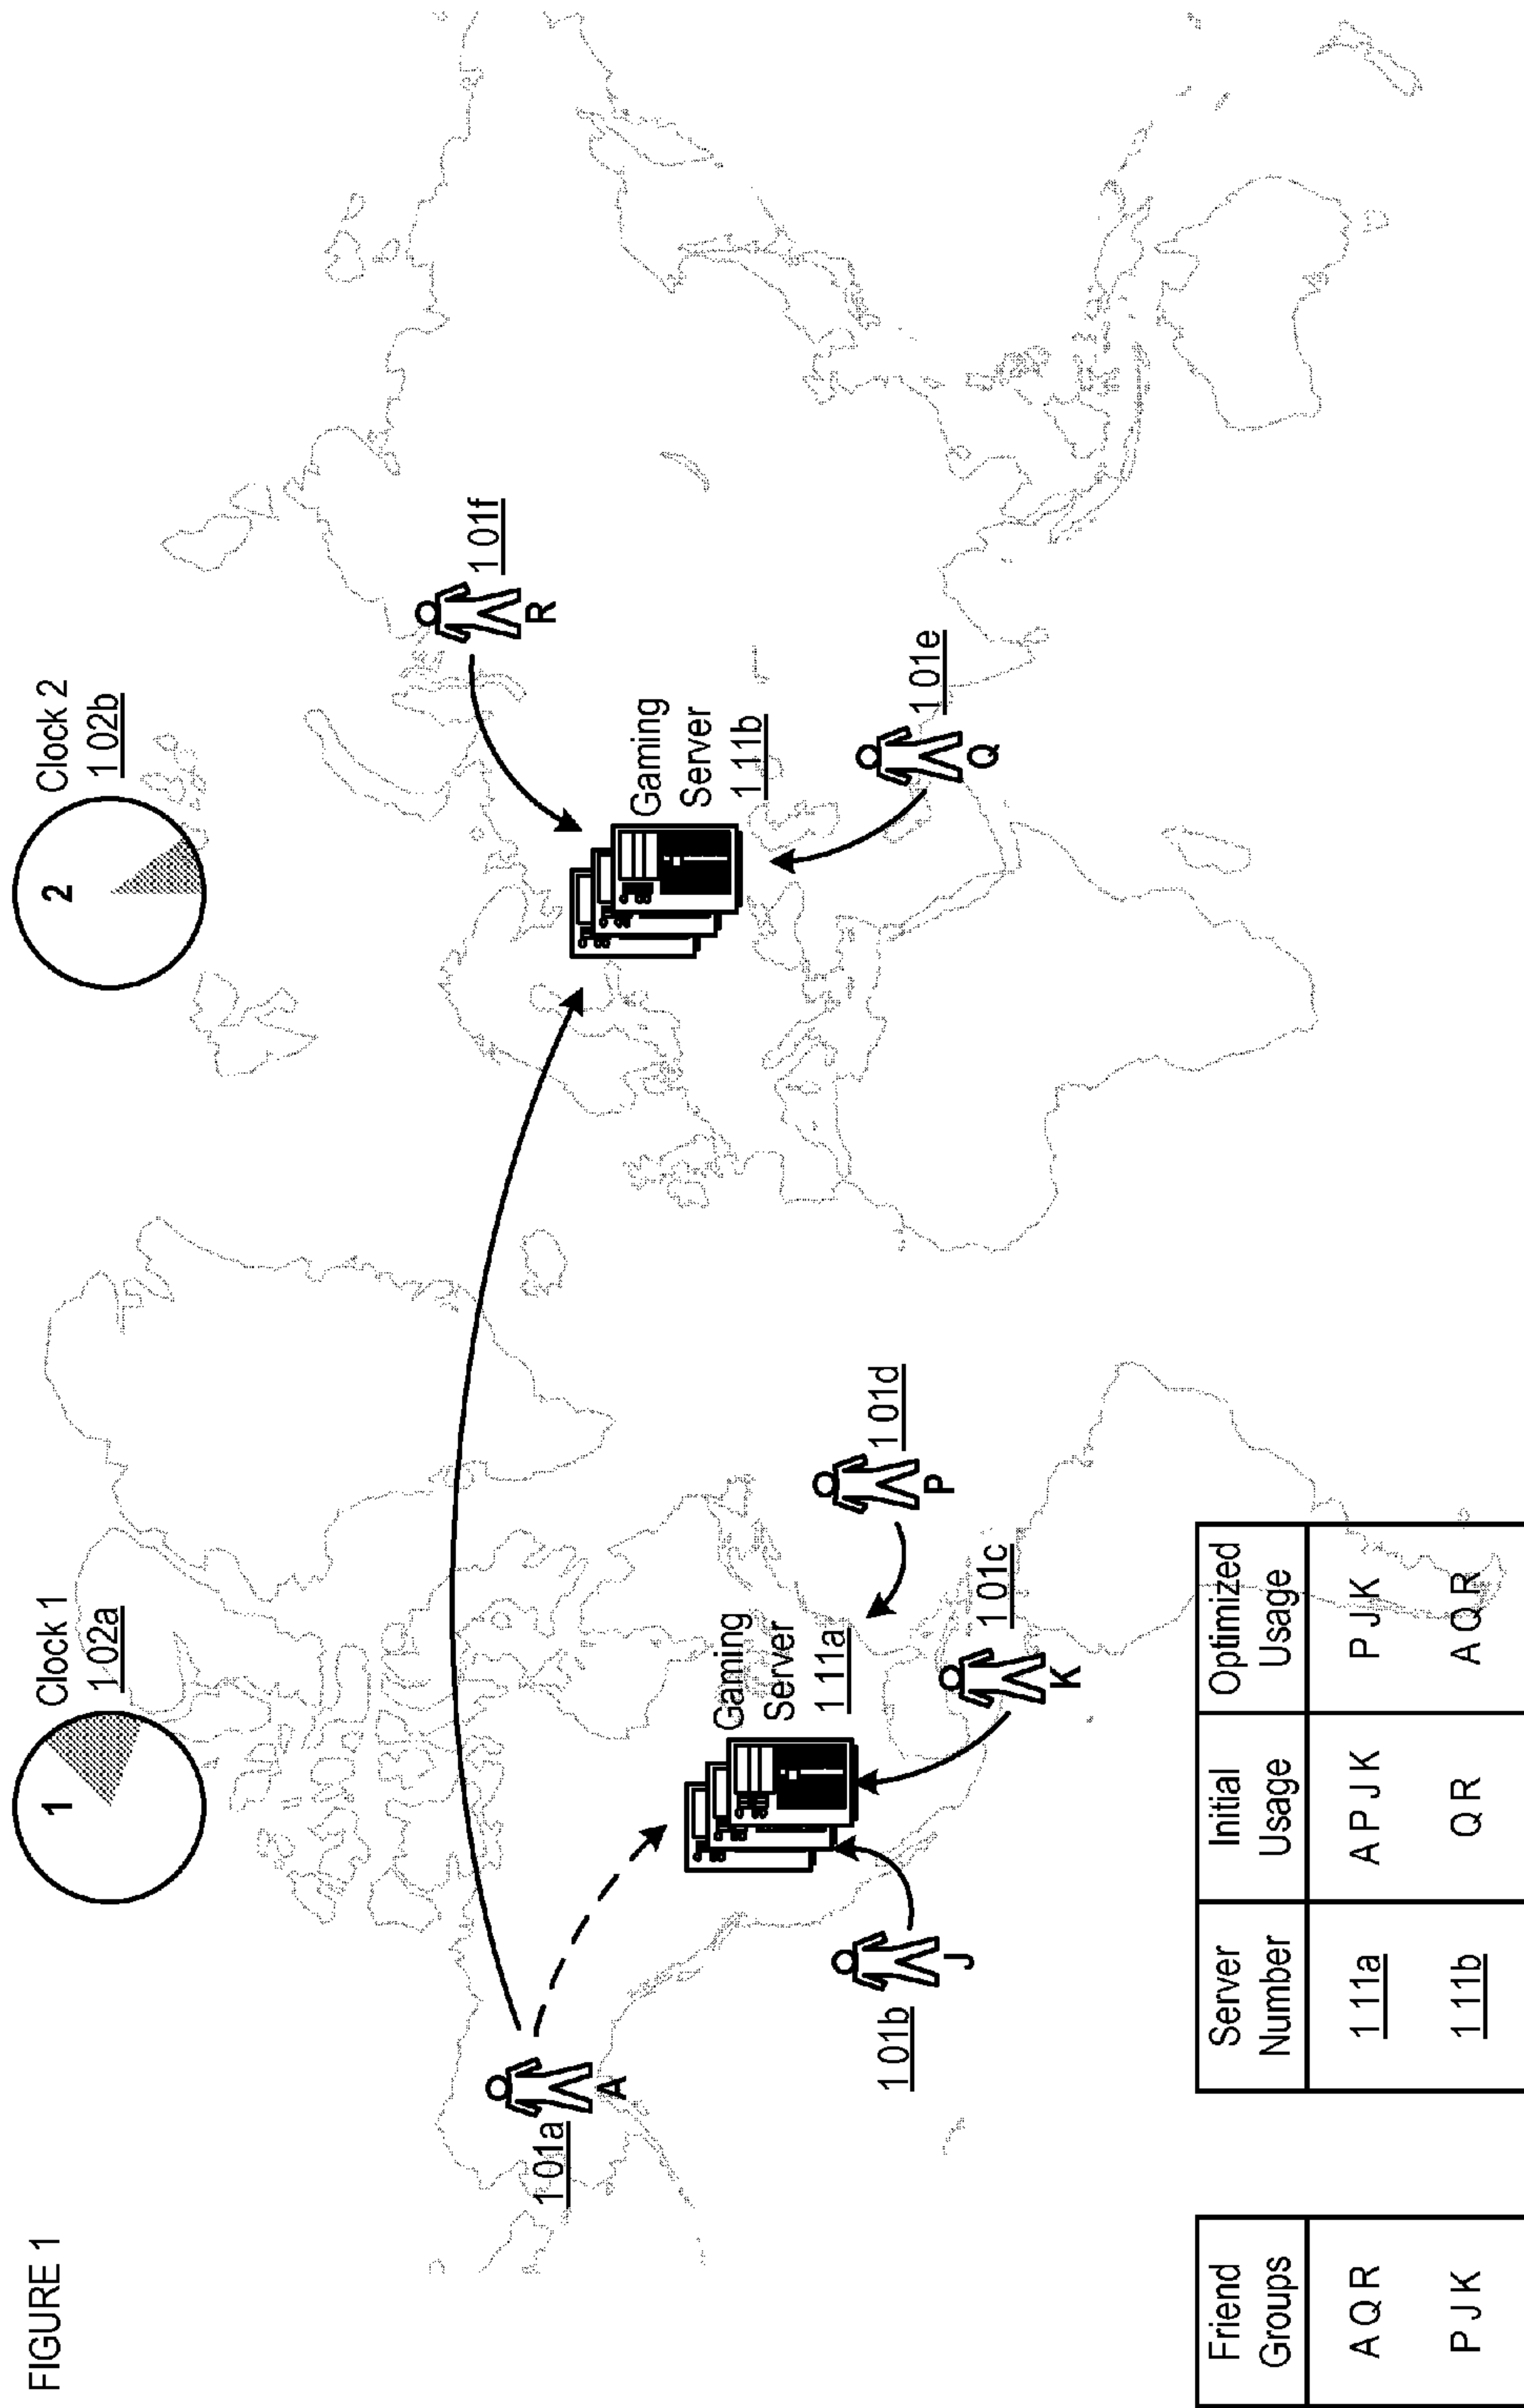 FIGURE 1
Clock 1
102a
1
Clock 2
102b
2
101a
A
101f
R
Gaming
Server
111b
Gaming
Server
111a
101b
J
101d
P
101e
Q
101c
K
Friend
Groups
A Q R
P J K
Server
Number
Initial
Usage
Optimized
Usage
111a
A P J K
P J K
111b
Q R
A Q R